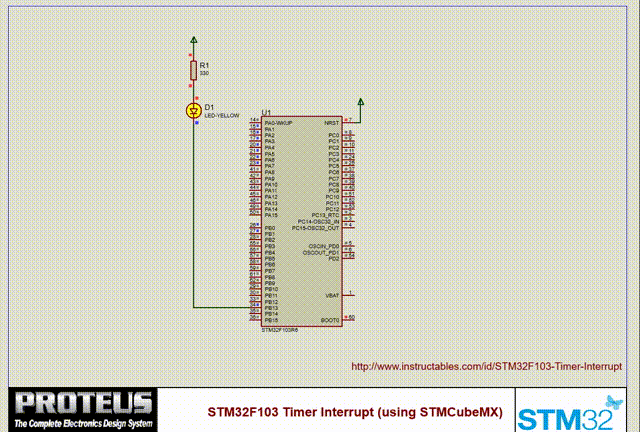 R1
330
D1
LED-YELLOW
U1
PA0-WKUP
PA1
PA2
PA3
PA4
PA5
PA6
PA7
PA8
PA9
PA10
PA11
PA12
PA13
PA14
PA15
PB0
PB1
PB2
PB3
PB4
PB5
PB6
PB7
PB8
PB9
PB10
PB11
PB12
PB13
PB14
PB15
NRST
7
PC0
PC1
PC2
PC3
PC4
PC5
PC6
PC7
PC8
PC9
PC10
PC11
PC12
PC13_RTC
PC14-OSC32_IN
PC15-OSC32_OUT
OSCIN_PD0
OSCOUT_PD1
PD2
VBAT
1
BOOT0
60
STM32F103R6
http://www.instructables.com/id/STM32F103-Timer-Interrupt
PROTEUS
The Complete Electronics Design System
STM32F103 Timer Interrupt (using STMCubeMX)
STM32